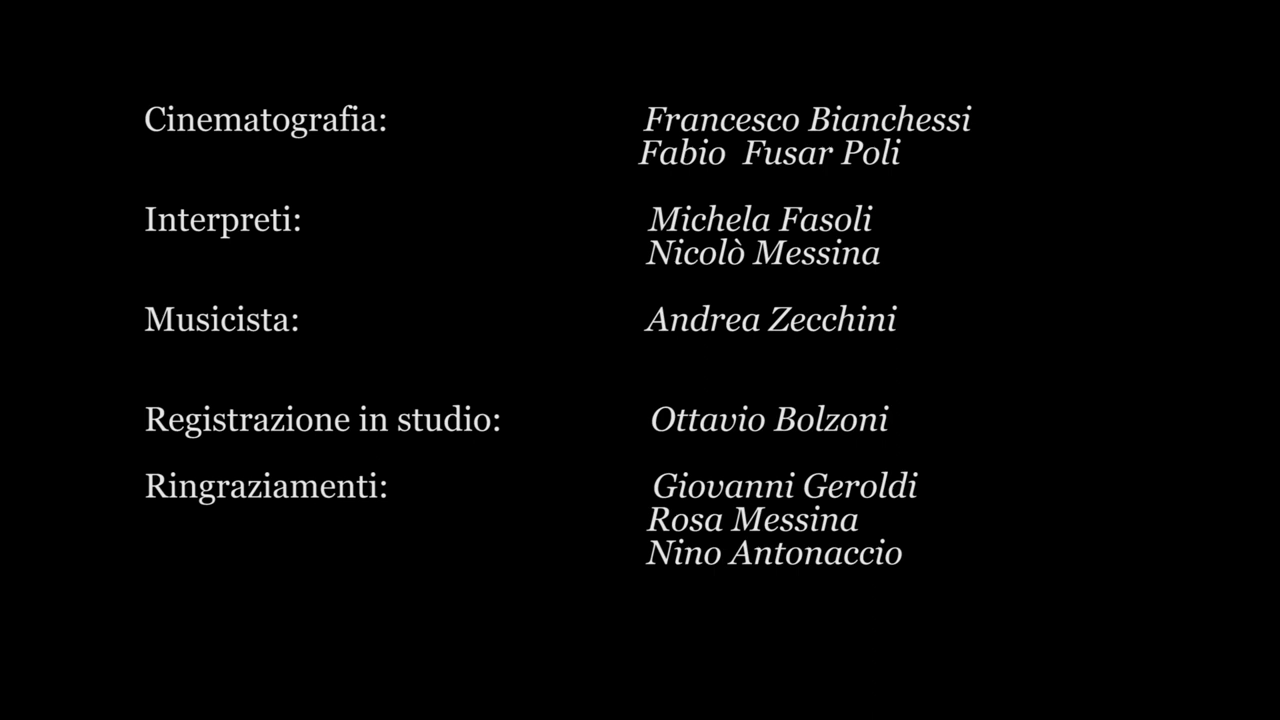 Cinematografia: Francesco Bianchessi
Fabio Fusar Poli
Interpreti: Michela Fasoli
Nicolò Messina
Musicista: Andrea Zecchini
Registrazione in studio: Ottavio Bolzoni
Ringraziamenti: Giovanni Geroldi
Rosa Messina
Nino Antonaccio